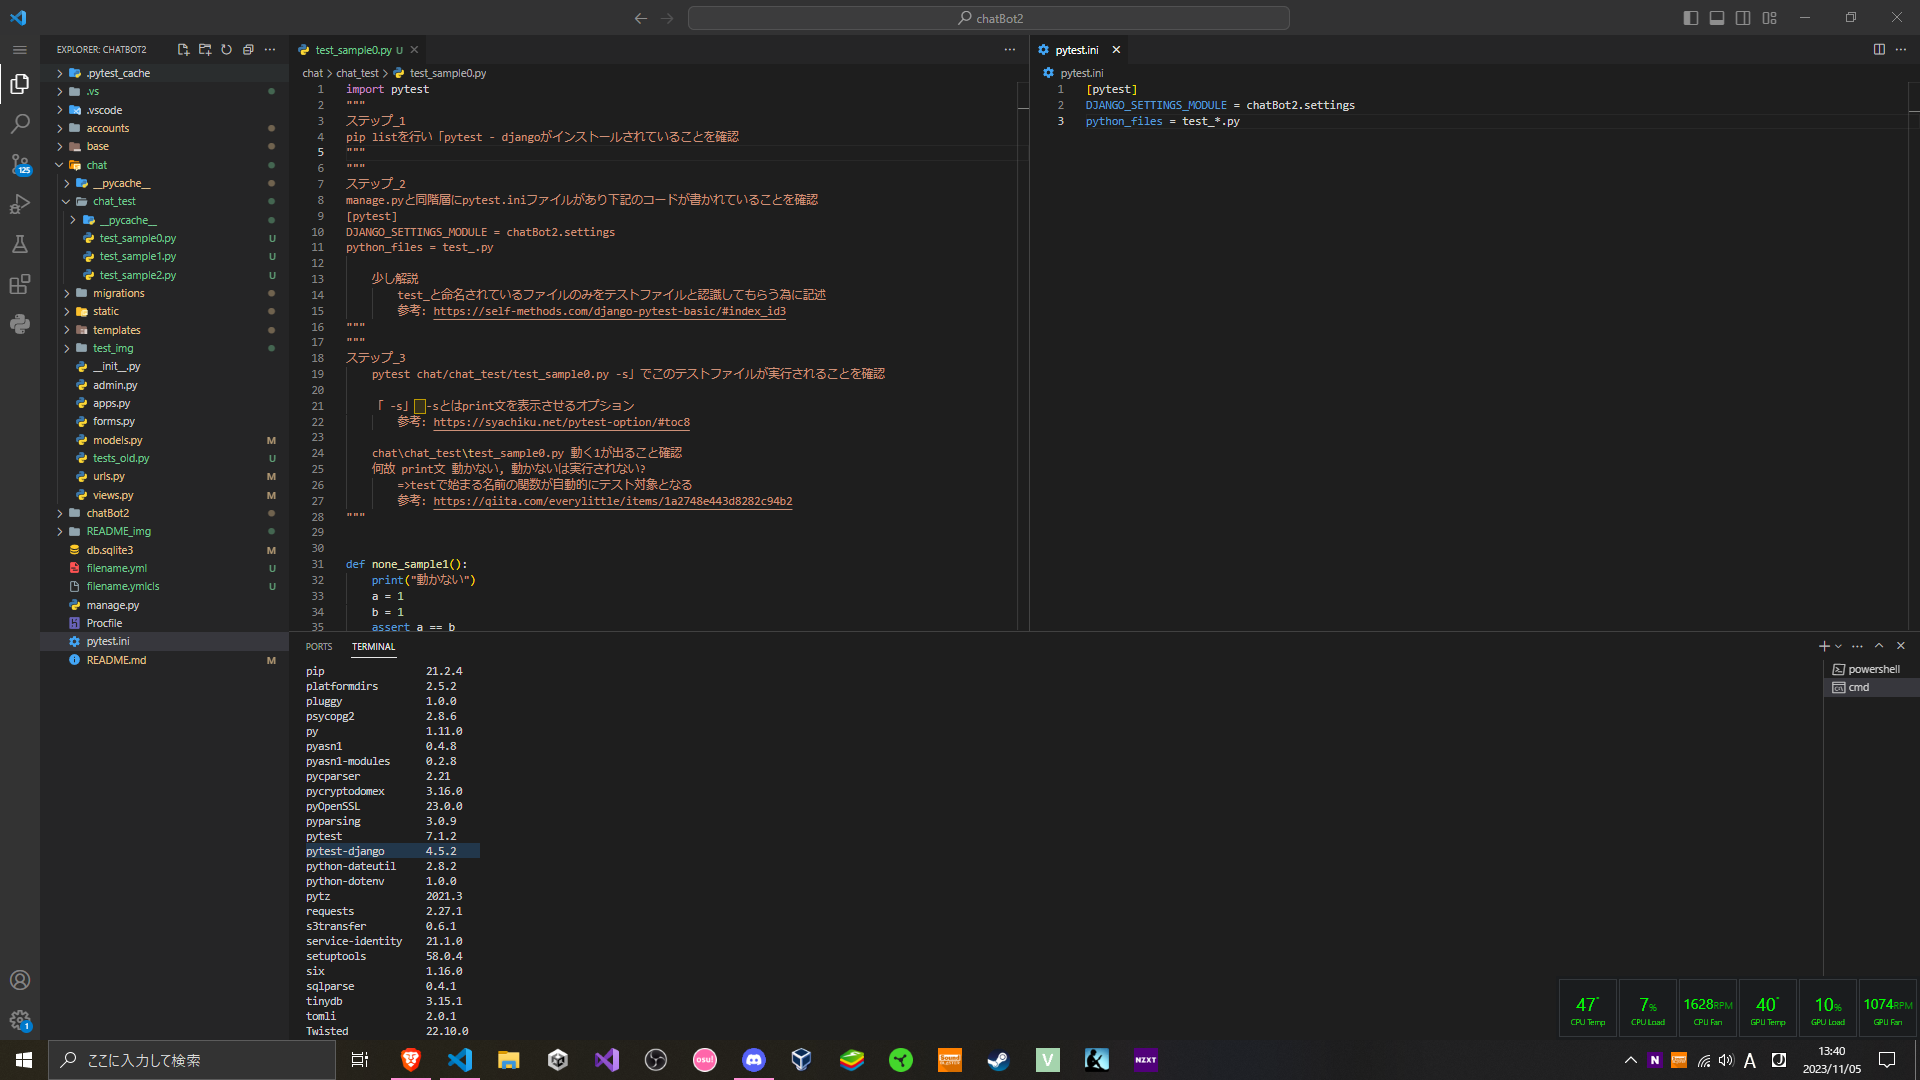 chatBot2
EXPLORER: CHATBOT2
.pytest_cache
.vs
.vscode
accounts
base
chat
__pycache__
chat_test
__pycache__
test_sample0.py U
test_sample1.py U
test_sample2.py U
migrations
static
templates
test_img
__init__.py
admin.py
apps.py
forms.py
models.py M
tests_old.py U
urls.py M
views.py M
chatBot2
README_img
db.sqlite3 M
filename.yml U
filename.ymlcls U
manage.py
Procfile
pytest.ini
README.md M
125
1
test_sample0.py U
chat > chat_test > test_sample0.py
1 import pytest
2 """
3 ステップ_1
4 pip listを行い「pytest - djangoがインストールされていることを確認
5 """
6 """
7 ステップ_2
8 manage.pyと同階層にpytest.iniファイルがあり下記のコードが書かれていることを確認
9 [pytest]
10 DJANGO_SETTINGS_MODULE = chatBot2.settings
11 python_files = test_.py
12
13 少し解説
14 test_と命名されているファイルのみをテストファイルと認識してもらう為に記述
15 参考: https://self-methods.com/django-pytest-basic/#index_id3
16 """
17 """
18 ステップ_3
19 pytest chat/chat_test/test_sample0.py -s」でこのテストファイルが実行されることを確認
20
21 「 -s」 -sとはprint文を表示させるオプション
22 参考: https://syachiku.net/pytest-option/#toc8
23
24 chat\chat_test\test_sample0.py 動く1が出ること確認
25 何故 print文 動かない, 動かないは実行されない?
26 =>testで始まる名前の関数が自動的にテスト対象となる
27 参考: https://qiita.com/everylittle/items/1a2748e443d8282c94b2
28 """
29
30
31 def none_sample1():
32 print("動かない")
33 a = 1
34 b = 1
35 assert a == b
pytest.ini
pytest.ini
1 [pytest]
2 DJANGO_SETTINGS_MODULE = chatBot2.settings
3 python_files = test_*.py
PORTS TERMINAL
pip 21.2.4
platformdirs 2.5.2
pluggy 1.0.0
psycopg2 2.8.6
py 1.11.0
pyasn1 0.4.8
pyasn1-modules 0.2.8
pycparser 2.21
pycryptodomex 3.16.0
pyOpenSSL 23.0.0
pyparsing 3.0.9
pytest 7.1.2
pytest-django 4.5.2
python-dateutil 2.8.2
python-dotenv 1.0.0
pytz 2021.3
requests 2.27.1
s3transfer 0.6.1
service-identity 21.1.0
setuptools 58.0.4
six 1.16.0
sqlparse 0.4.1
tinydb 3.15.1
tomli 2.0.1
Twisted 22.10.0
powershell
cmd
47° 7% 1628RPM 40° 10% 1074RPM
CPU Temp CPU Load CPU Fan GPU Temp GPU Load GPU Fan
ここに入力して検索
osu!
V
NZXT
N
A
13:40
2023/11/05